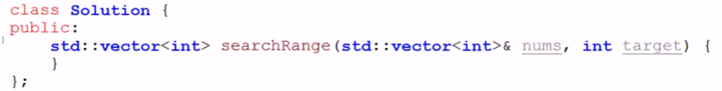 class Solution {
public:
    std::vector<int> searchRange(std::vector<int>& nums, int target) {
    }
};